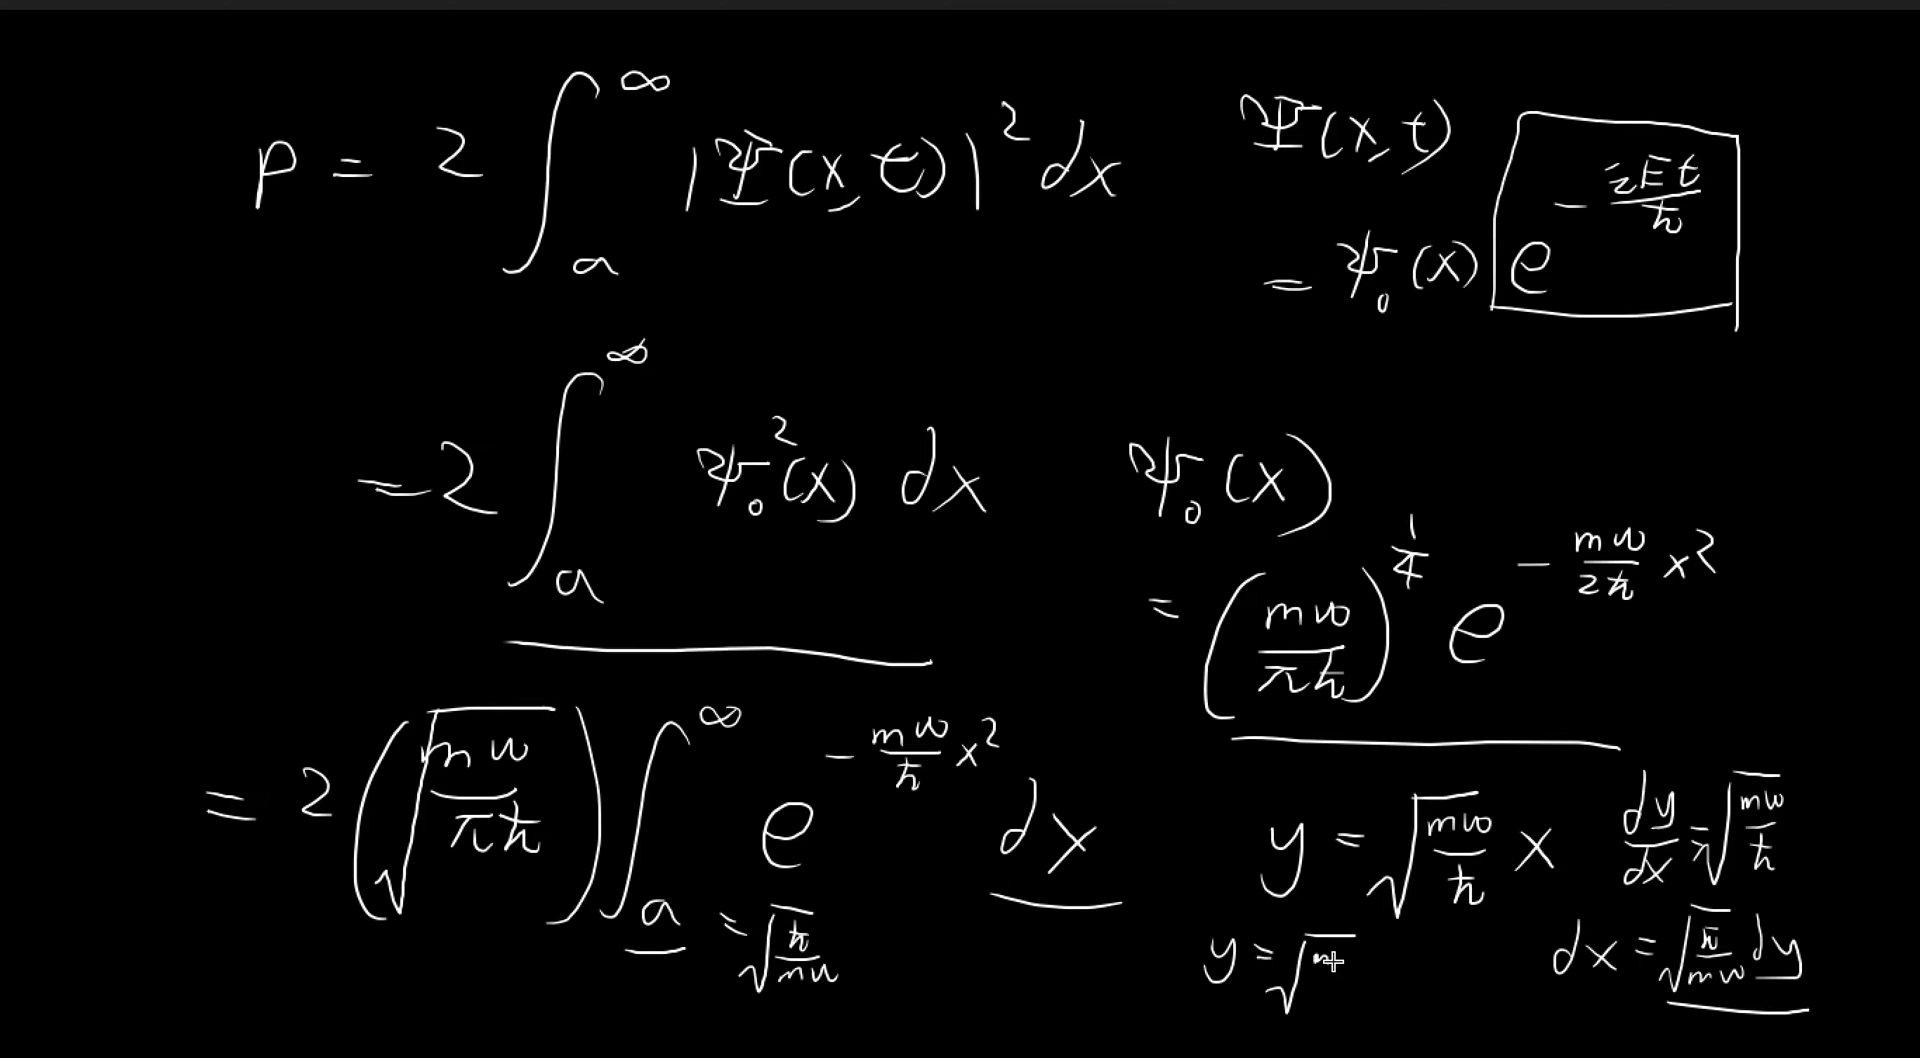 P = 2 ∫_a^∞ |Ψ(x,t)|² dx
Ψ(x,t)
= ψ₀(x) e^{-iEt/ħ}
= 2 ∫_a^∞ ψ₀²(x) dx
ψ₀(x)
= (mω/πħ)^{1/4} e^{-mω/2ħ x²}
= 2 (√(mω/πħ)) ∫_a^∞ e^{-mω/ħ x²} dx
a = √(ħ/mω)
y = √(mω/ħ) x
dy/dx = √(mω/ħ)
y = √m
dx = √(ħ/mω) dy